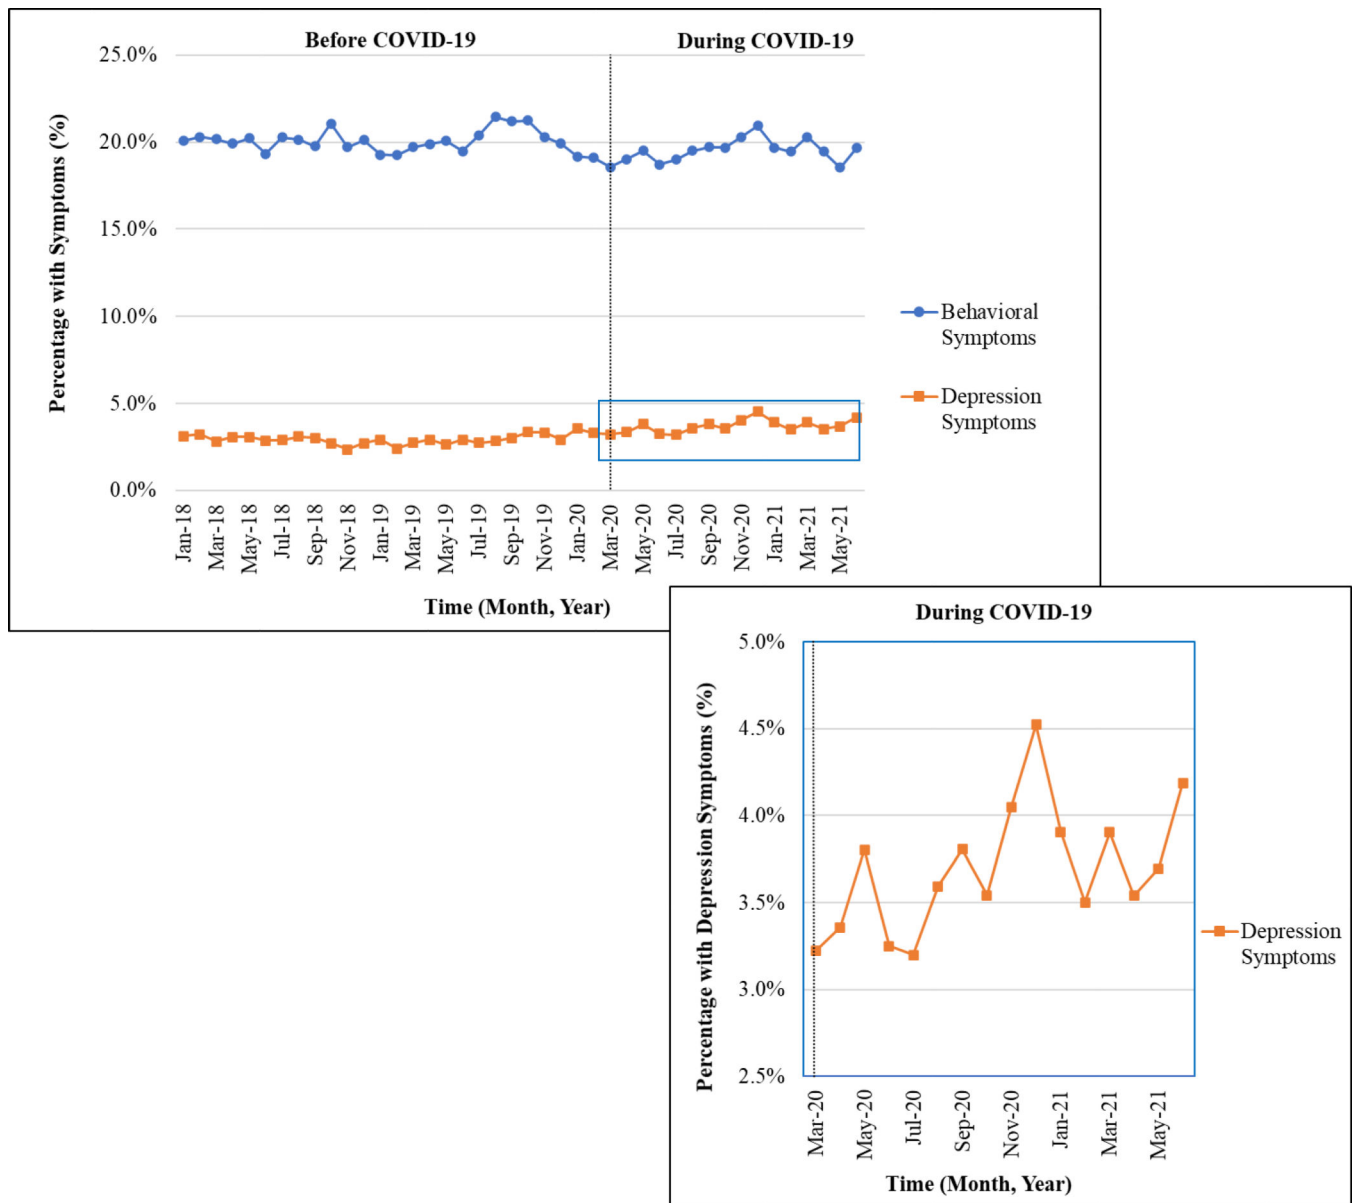 Before COVID-19
During COVID-19
Percentage with Symptoms (%)
25.0%
20.0%
15.0%
10.0%
5.0%
0.0%
Behavioral
Symptoms
Depression
Symptoms
Jan-18
Mar-18
May-18
Jul-18
Sep-18
Nov-18
Jan-19
Mar-19
May-19
Jul-19
Sep-19
Nov-19
Jan-20
Mar-20
May-20
Jul-20
Sep-20
Nov-20
Jan-21
Mar-21
May-21
Time (Month, Year)
During COVID-19
Percentage with Depression Symptoms (%)
5.0%
4.5%
4.0%
3.5%
3.0%
2.5%
Depression
Symptoms
Mar-20
May-20
Jul-20
Sep-20
Nov-20
Jan-21
Mar-21
May-21
Time (Month, Year)